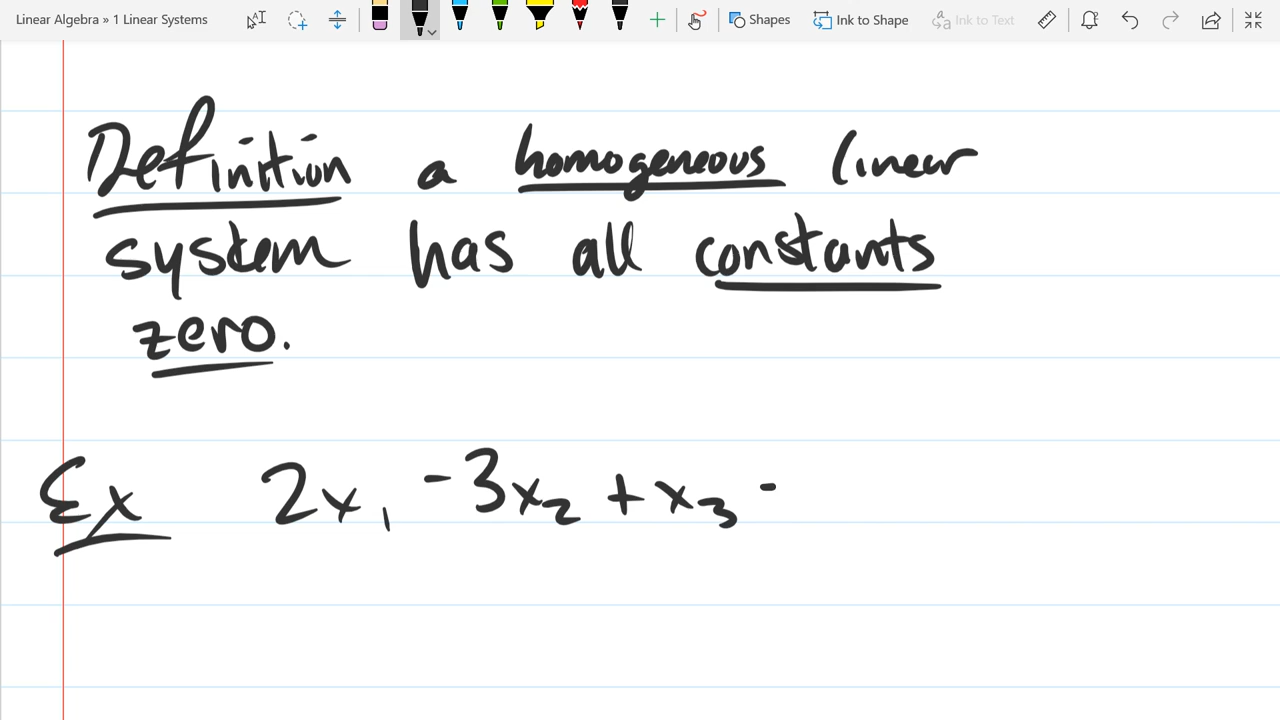 Linear Algebra » 1 Linear Systems Shapes Ink to Shape Ink to Text
Definition a homogeneous linear
system has all constants
zero.
Ex 2x₁ -3x₂ +x₃ -